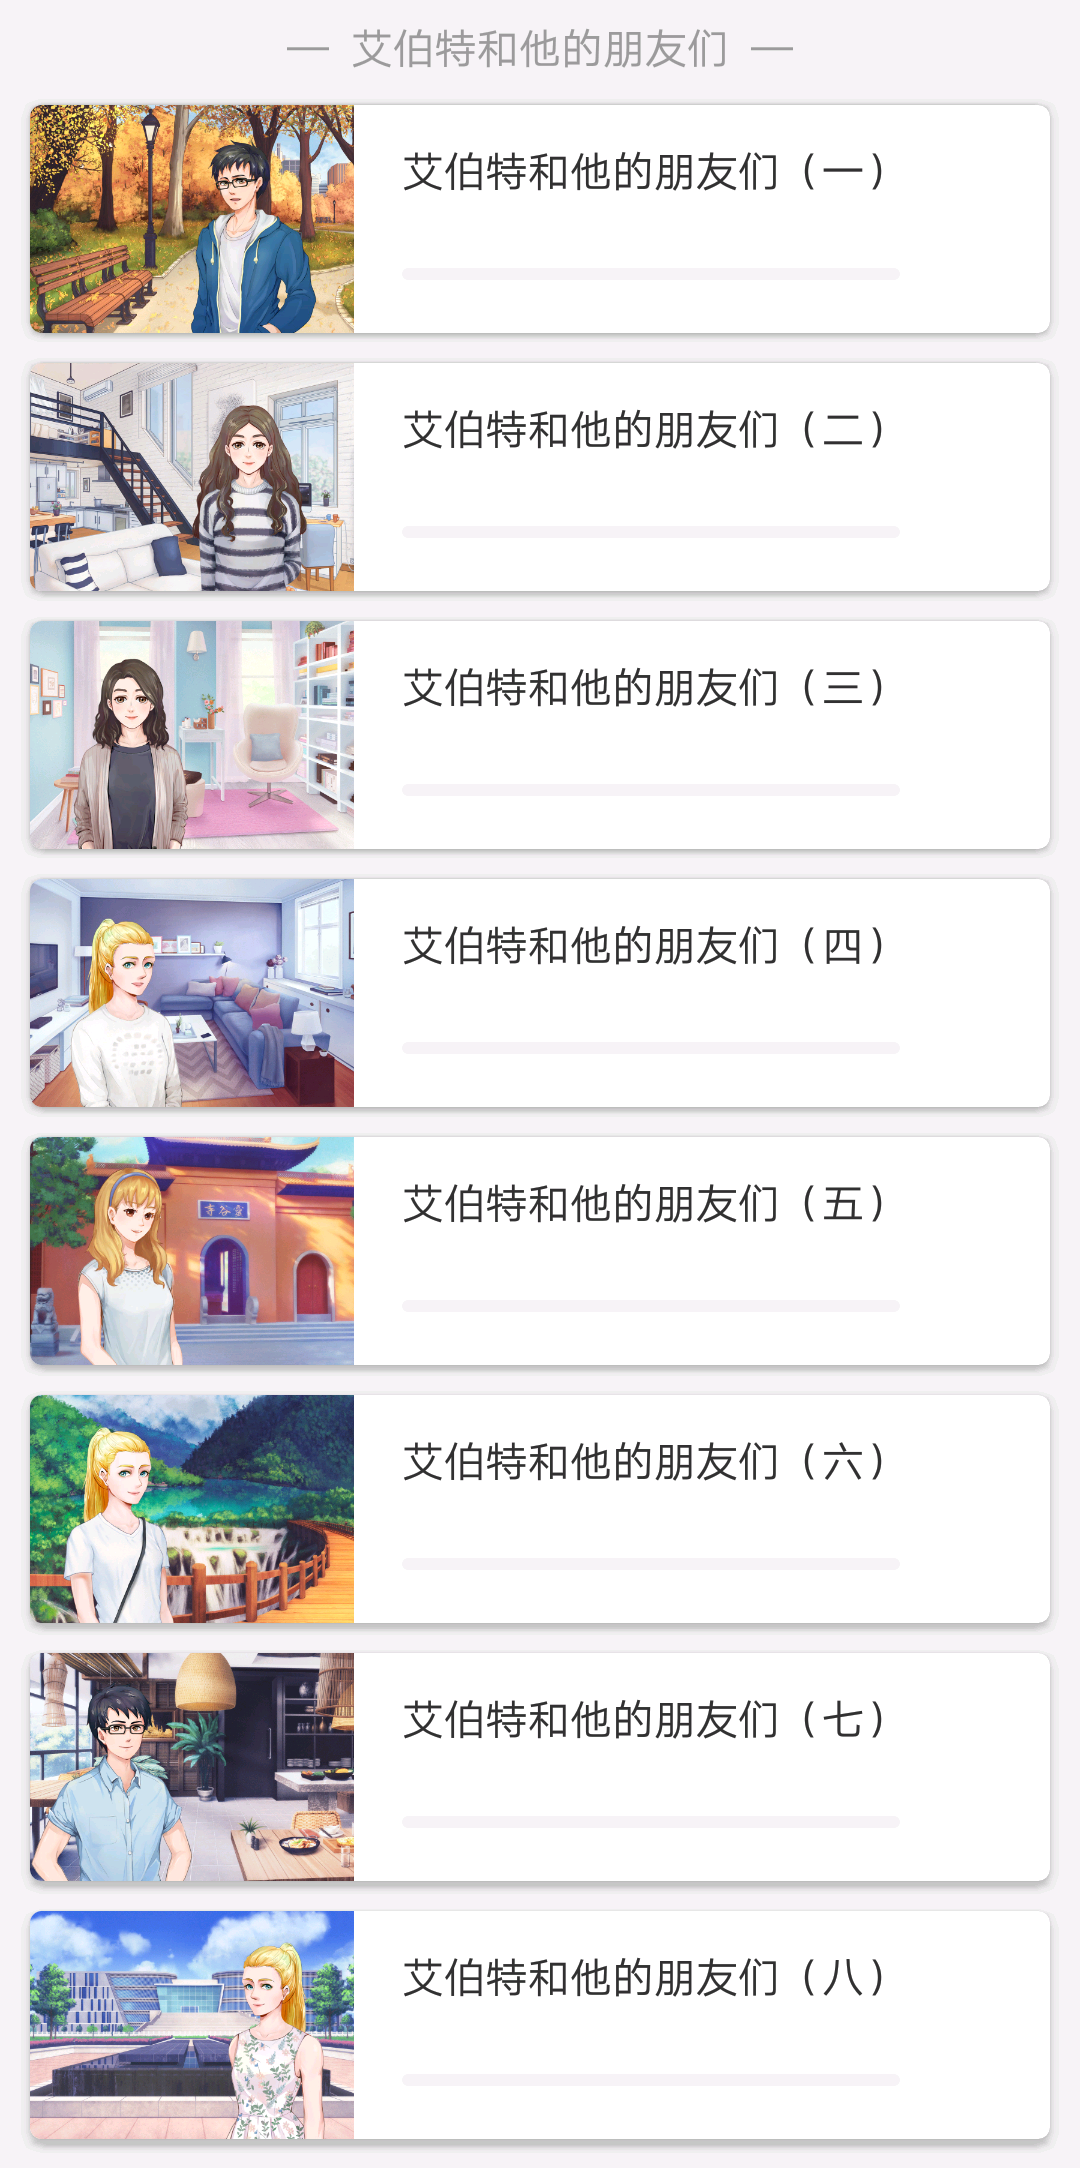 — 艾伯特和他的朋友们 —
艾伯特和他的朋友们（一）
艾伯特和他的朋友们（二）
艾伯特和他的朋友们（三）
艾伯特和他的朋友们（四）
艾伯特和他的朋友们（五）
寺谷靈
艾伯特和他的朋友们（六）
艾伯特和他的朋友们（七）
艾伯特和他的朋友们（八）